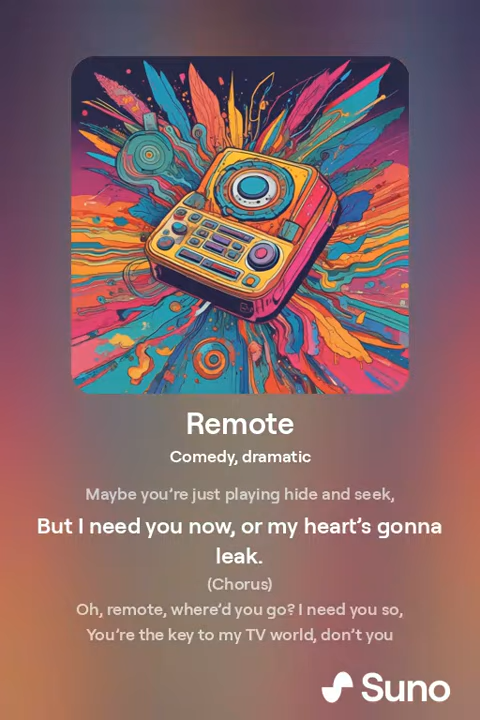 Remote
Comedy, dramatic
Maybe you're just playing hide and seek,
But I need you now, or my heart's gonna
leak.
(Chorus)
Oh, remote, where'd you go? I need you so,
You're the key to my TV world, don't you
Suno